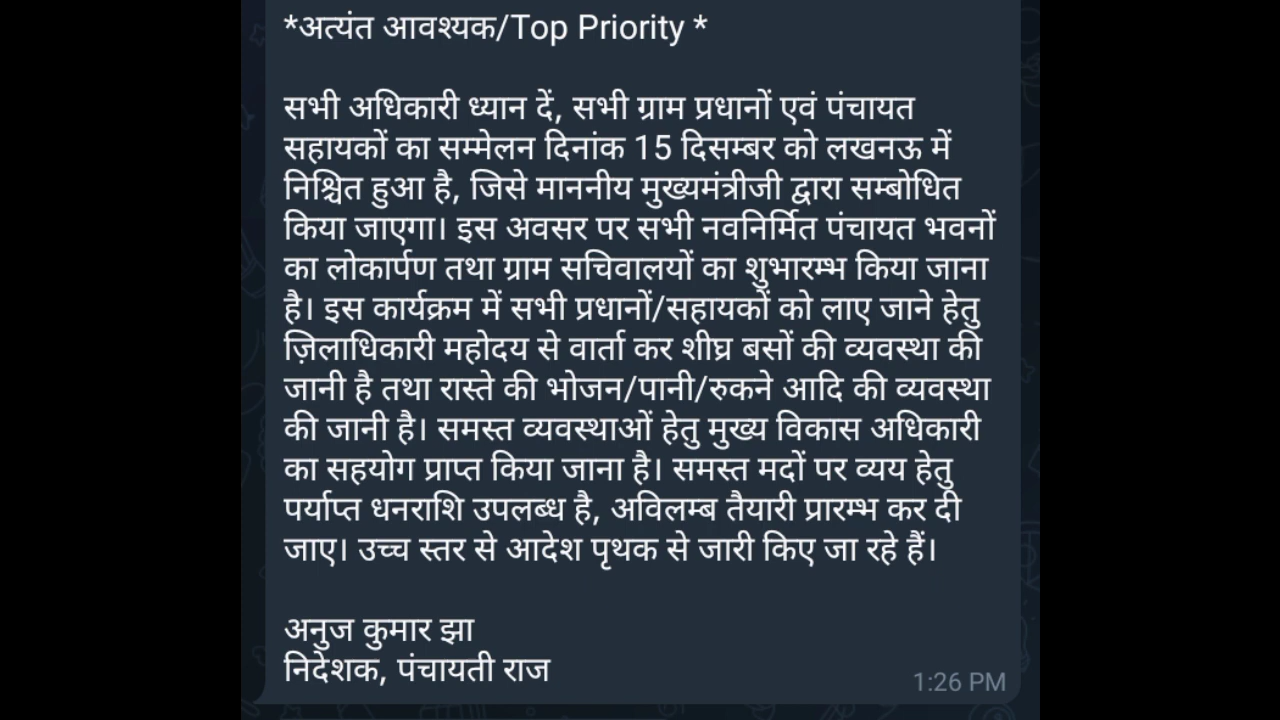 *अत्यंत आवश्यक/Top Priority *
सभी अधिकारी ध्यान दें, सभी ग्राम प्रधानों एवं पंचायत
सहायकों का सम्मेलन दिनांक 15 दिसम्बर को लखनऊ में
निश्चित हुआ है, जिसे माननीय मुख्यमंत्रीजी द्वारा सम्बोधित
किया जाएगा। इस अवसर पर सभी नवनिर्मित पंचायत भवनों
का लोकार्पण तथा ग्राम सचिवालयों का शुभारम्भ किया जाना
है। इस कार्यक्रम में सभी प्रधानों/सहायकों को लाए जाने हेतु
ज़िलाधिकारी महोदय से वार्ता कर शीघ्र बसों की व्यवस्था की
जानी है तथा रास्ते की भोजन/पानी/रुकने आदि की व्यवस्था
की जानी है। समस्त व्यवस्थाओं हेतु मुख्य विकास अधिकारी
का सहयोग प्राप्त किया जाना है। समस्त मदों पर व्यय हेतु
पर्याप्त धनराशि उपलब्ध है, अविलम्ब तैयारी प्रारम्भ कर दी
जाए। उच्च स्तर से आदेश पृथक से जारी किए जा रहे हैं।
अनुज कुमार झा
निदेशक, पंचायती राज
1:26 PM